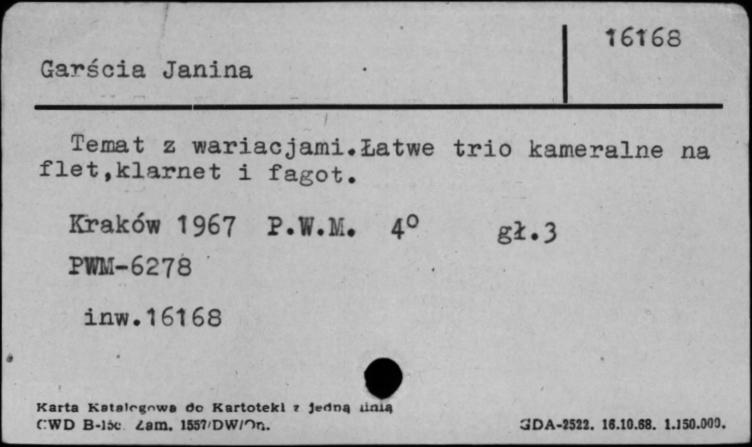 16168
Garścia Janina
Temat z wariacjami.Łatwe trio kameralne na
flet,klarnet i fagot.
Kraków 1967 P.W.M. 4º gł.3
PWM-6278
inw.16168
Karta Katalogowa do Kartoteki z jedną linią
CWD Zam. 1557/DW/On. GDA-2522. 16.10.68. 1.150.000.